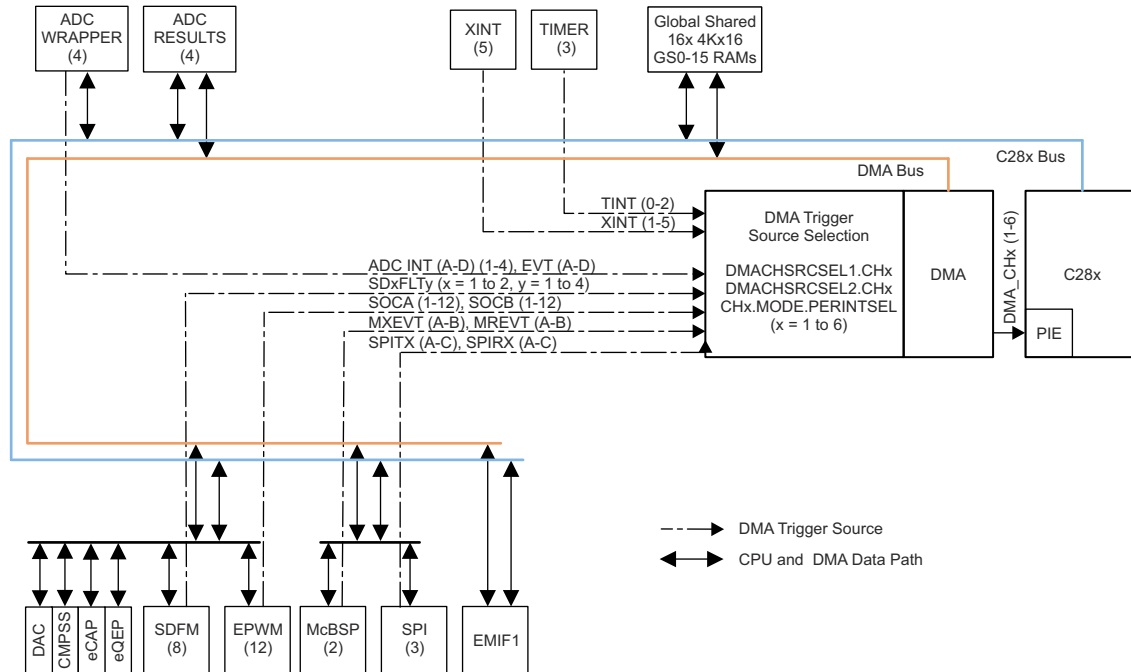 ADC
WRAPPER
(4)
ADC
RESULTS
(4)
XINT
(5)
TIMER
(3)
Global Shared
16x 4Kx16
GS0-15 RAMs
C28x Bus
DMA Bus
TINT (0-2)
XINT (1-5)
ADC INT (A-D) (1-4), EVT (A-D)
SDxFLTy (x = 1 to 2, y = 1 to 4)
SOCA (1-12), SOCB (1-12)
MXEVT (A-B), MREVT (A-B)
SPITX (A-C), SPIRX (A-C)
DMA Trigger
Source Selection
DMACHSRCSEL1.CHx
DMACHSRCSEL2.CHx
CHx.MODE.PERINTSEL
(x = 1 to 6)
DMA
DMA_CHx (1-6)
C28x
PIE
DMA Trigger Source
CPU and DMA Data Path
DAC
CMPSS
eCAP
eQEP
SDFM
(8)
EPWM
(12)
McBSP
(2)
SPI
(3)
EMIF1